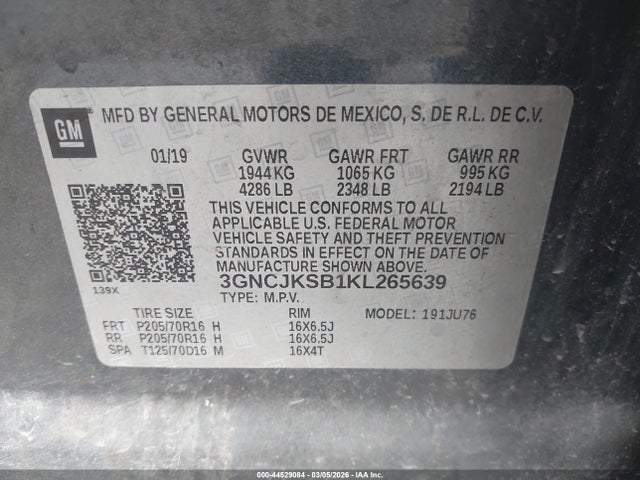 GM
MFD BY GENERAL MOTORS DE MEXICO, S. DE R.L. DE C.V.
01/19 GVWR GAWR FRT GAWR RR
1944 KG 1065 KG 995 KG
4286 LB 2348 LB 2194 LB
THIS VEHICLE CONFORMS TO ALL
APPLICABLE U.S. FEDERAL MOTOR
VEHICLE SAFETY AND THEFT PREVENTION
STANDARDS IN EFFECT ON THE DATE OF
MANUFACTURE SHOWN ABOVE.
139X
3GNCJKSB1KL265639
TYPE: M.P.V.
TIRE SIZE RIM MODEL: 191JU76
FRT P205/70R16 H 16X6.5J
RR P205/70R16 H 16X6.5J
SPA T125/70D16 M 16X4T
000-44529084 | 03/05/2026 | IAA Inc.